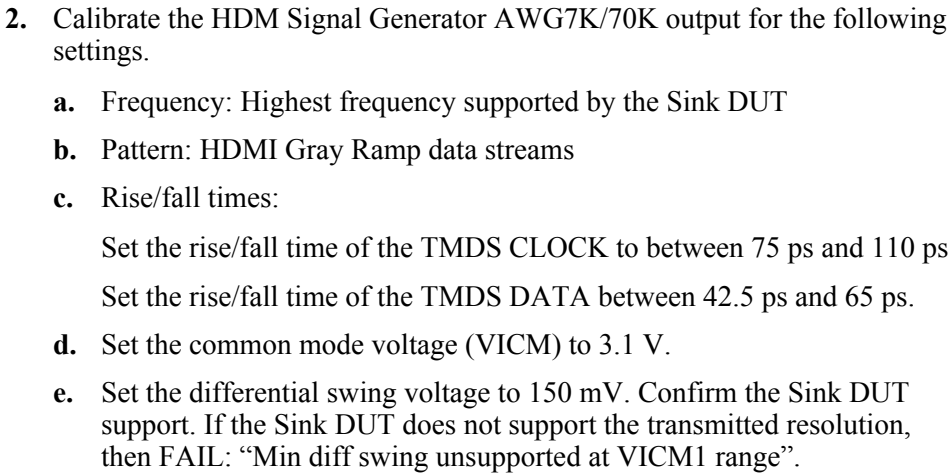 2. Calibrate the HDM Signal Generator AWG7K/70K output for the following
settings.
a. Frequency: Highest frequency supported by the Sink DUT
b. Pattern: HDMI Gray Ramp data streams
c. Rise/fall times:
Set the rise/fall time of the TMDS CLOCK to between 75 ps and 110 ps
Set the rise/fall time of the TMDS DATA between 42.5 ps and 65 ps.
d. Set the common mode voltage (VICM) to 3.1 V.
e. Set the differential swing voltage to 150 mV. Confirm the Sink DUT
support. If the Sink DUT does not support the transmitted resolution,
then FAIL: “Min diff swing unsupported at VICM1 range”.